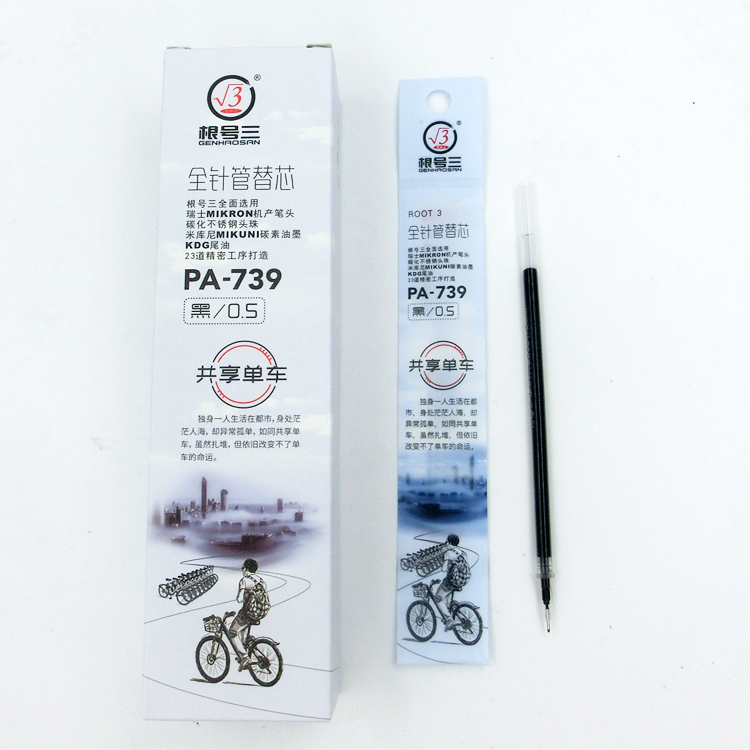 √3
®
根号三
GENHAOSAN
全针管替芯
根号三全面选用
瑞士MIKRON机产笔头
碳化不锈钢头珠
米库尼MIKUNI碳素油墨
KDG尾油
23道精密工序打造
PA-739
黑/0.5
共享单车
独身一人生活在都市，身处茫
茫人海，却异常孤单，如同共享单
车，虽然扎堆，但依旧改变不了单
车的命运。
√3
®
根号三
GENHAOSAN
ROOT 3
全针管替芯
根号三全面选用
瑞士MIKRON机产笔头
碳化不锈钢头珠
米库尼MIKUNI碳素油墨
KDG尾油
23道精密工序打造
PA-739
黑/0.5
共享单车
独身一人生活在都
市，身处茫茫人海，却
异常孤单，如同共享单
车，虽然扎堆，但依旧
改变不了单车的命运。